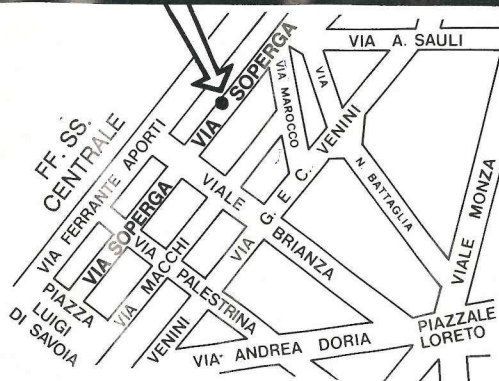 VIA A. SAULI
VIA SOPERGA
VIA MAROCCO
VIA
FF. SS.
CENTRALE
VIA FERRANTE APORTI
VIA G. E C. VENINI
N. BATTAGLIA
VIALE MONZA
VIALE BRIANZA
VIA SOPERGA
VIA MACCHI
VIA PALESTRINA
PIAZZA
LUIGI
DI SAVOIA
VENINI
VIA ANDREA DORIA
PIAZZALE
LORETO